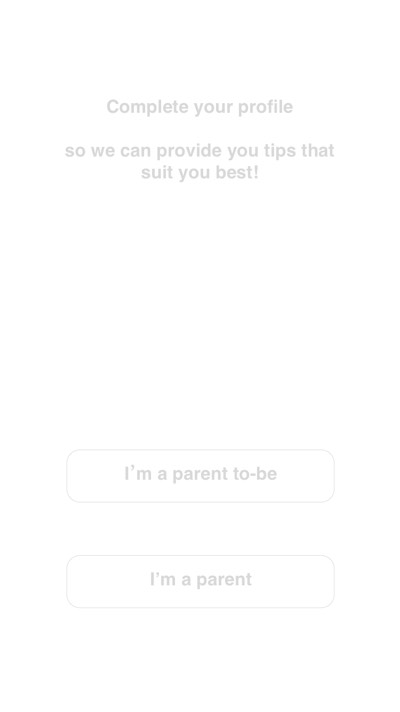 Complete your profile
so we can provide you tips that
suit you best!
I’m a parent to-be
I’m a parent